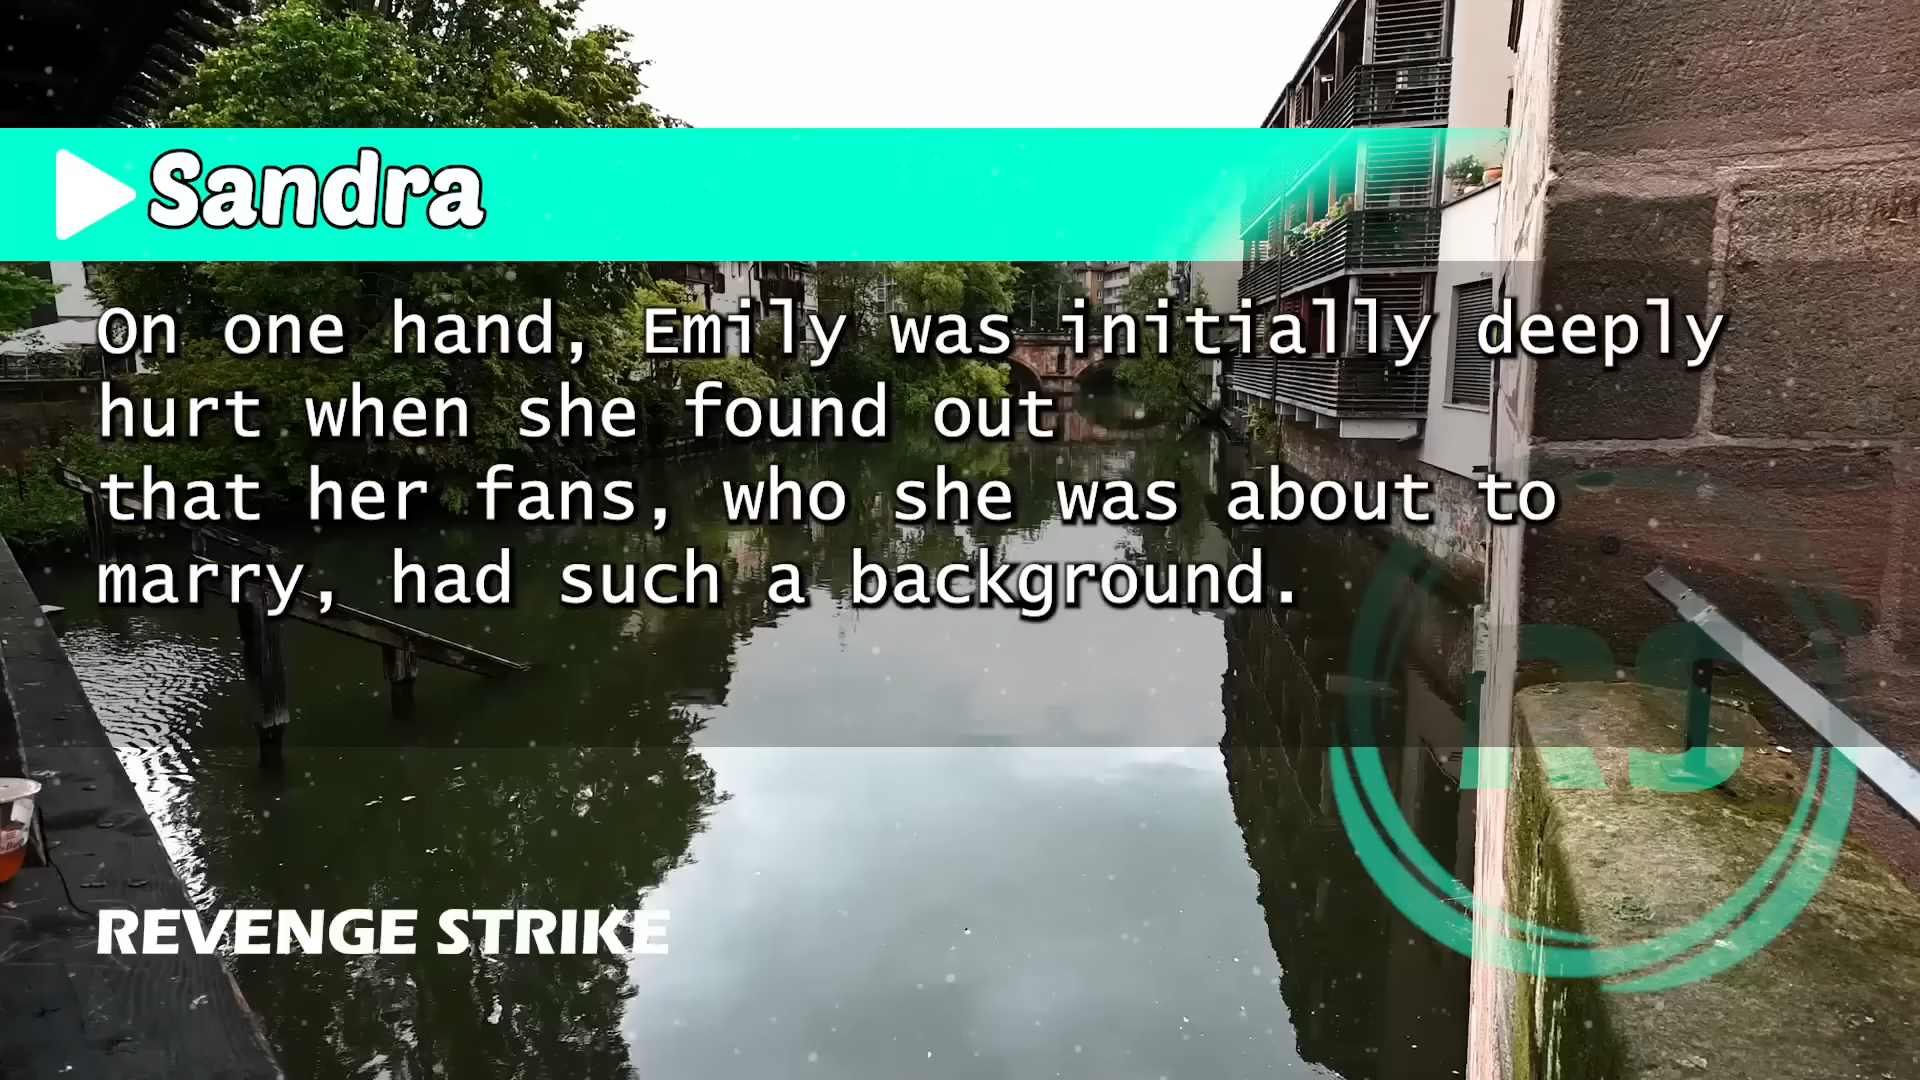 Sandra
On one hand, Emily was initially deeply
hurt when she found out
that her fans, who she was about to
marry, had such a background.
RS
REVENGE STRIKE